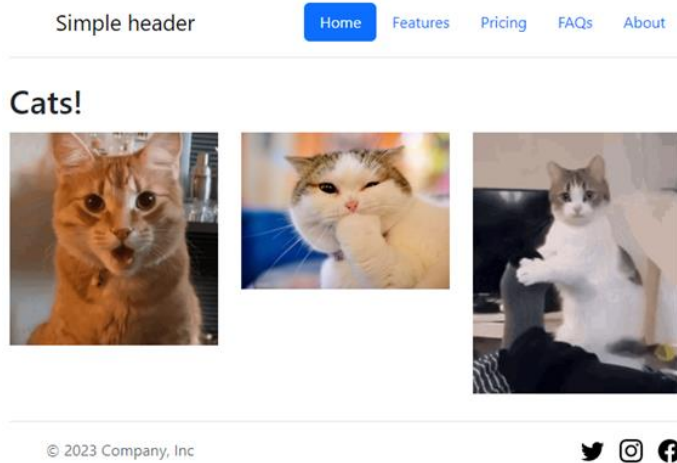 Simple header Home Features Pricing FAQs About
Cats!
© 2023 Company, Inc